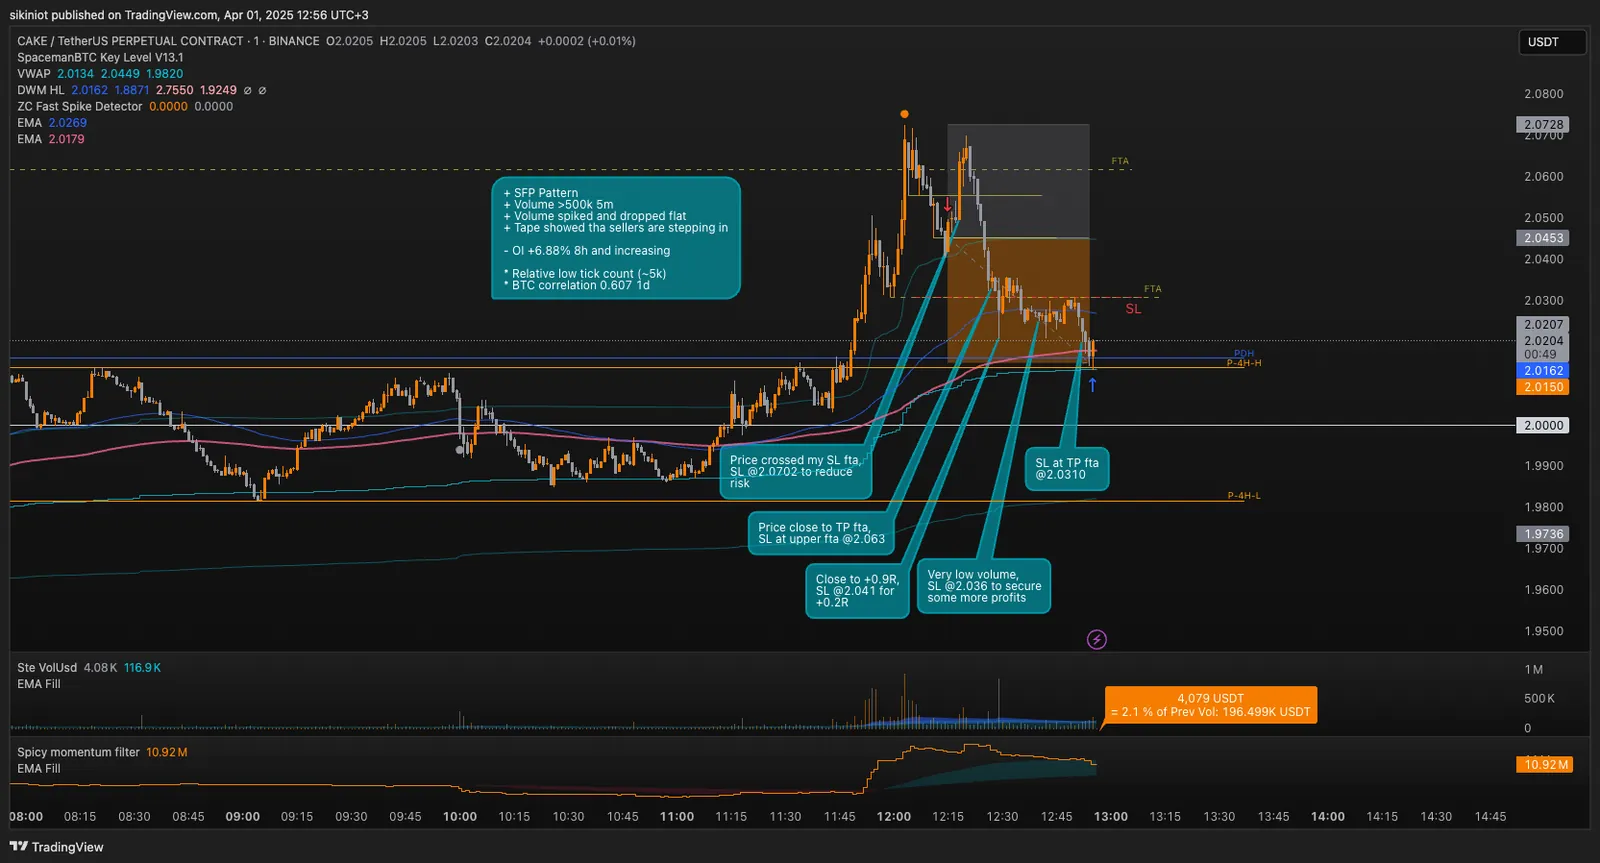 sikiniot published on TradingView.com, Apr 01, 2025 12:56 UTC+3
CAKE / TetherUS PERPETUAL CONTRACT · 1 · BINANCE O2.0205 H2.0205 L2.0203 C2.0204 +0.0002 (+0.01%)
USDT
SpacemanBTC Key Level V13.1
VWAP 2.0134 2.0449 1.9820
DWM HL 2.0162 1.8871 2.7550 1.9249 ∅ ∅
ZC Fast Spike Detector 0.0000 0.0000
EMA 2.0269
EMA 2.0179
+ SFP Pattern
+ Volume >500k 5m
+ Volume spiked and dropped flat
+ Tape showed tha sellers are stepping in
- OI +6.88% 8h and increasing
* Relative low tick count (~5k)
* BTC correlation 0.607 1d
FTA
FTA
SL
PDH
P-4H-H
P-4H-L
Price crossed my SL fta,
SL @2.0702 to reduce
risk
Price close to TP fta,
SL at upper fta @2.063
Close to +0.9R,
SL @2.041 for
+0.2R
Very low volume,
SL @2.036 to secure
some more profits
SL at TP fta
@2.0310
2.0800
2.0728
2.0700
2.0600
2.0500
2.0453
2.0400
2.0300
2.0207
2.0204
00:49
2.0162
2.0150
2.0000
1.9900
1.9800
1.9736
1.9700
1.9600
1.9500
Ste VolUsd 4.08K 116.9K
EMA Fill
1 M
500 K
0
4,079 USDT
= 2.1 % of Prev Vol: 196.499K USDT
Spicy momentum filter 10.92M
EMA Fill
10.92M
08:00 08:15 08:30 08:45 09:00 09:15 09:30 09:45 10:00 10:15 10:30 10:45 11:00 11:15 11:30 11:45 12:00 12:15 12:30 12:45 13:00 13:15 13:30 13:45 14:00 14:15 14:30 14:45
TradingView